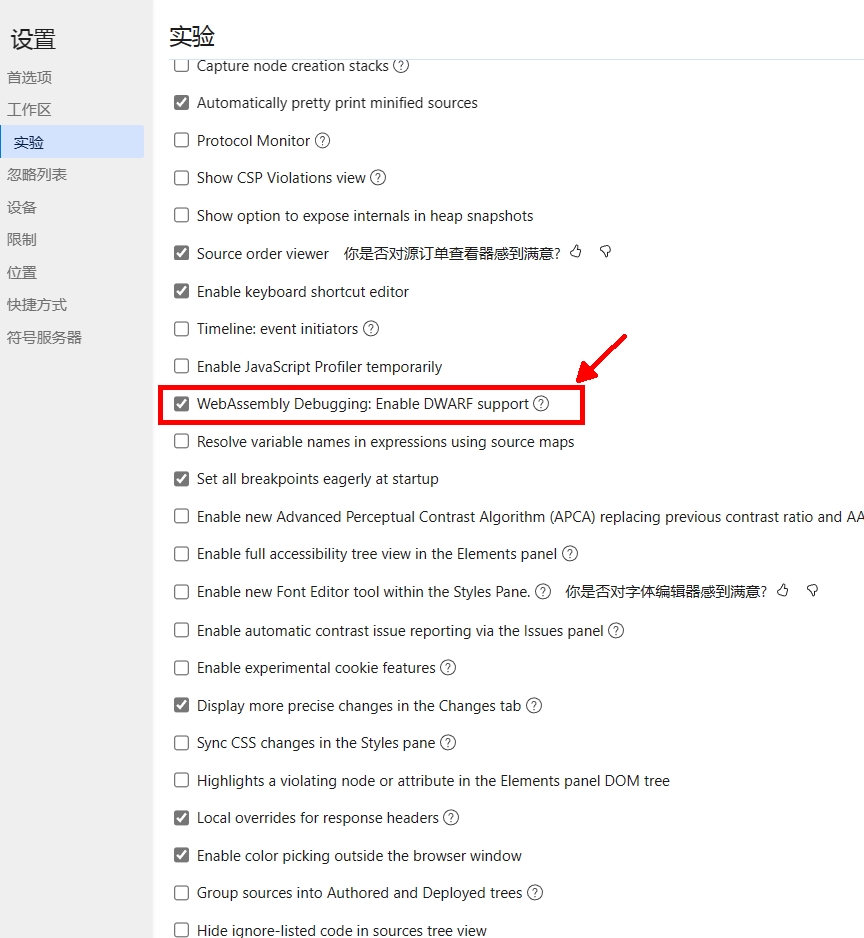 设置
首选项
工作区
实验
忽略列表
设备
限制
位置
快捷方式
符号服务器
实验
Capture node creation stacks
Automatically pretty print minified sources
Protocol Monitor
Show CSP Violations view
Show option to expose internals in heap snapshots
Source order viewer 你是否对源订单查看器感到满意?
Enable keyboard shortcut editor
Timeline: event initiators
Enable JavaScript Profiler temporarily
WebAssembly Debugging: Enable DWARF support
Resolve variable names in expressions using source maps
Set all breakpoints eagerly at startup
Enable new Advanced Perceptual Contrast Algorithm (APCA) replacing previous contrast ratio and AA
Enable full accessibility tree view in the Elements panel
Enable new Font Editor tool within the Styles Pane. 你是否对字体编辑器感到满意?
Enable automatic contrast issue reporting via the Issues panel
Enable experimental cookie features
Display more precise changes in the Changes tab
Sync CSS changes in the Styles pane
Highlights a violating node or attribute in the Elements panel DOM tree
Local overrides for response headers
Enable color picking outside the browser window
Group sources into Authored and Deployed trees
Hide ignore-listed code in sources tree view